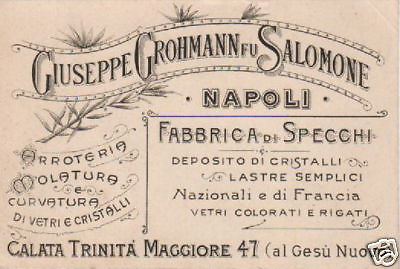 GIUSEPPE GROHMANN FU SALOMONE
NAPOLI
ARROTERIA
MOLATURA
e
CURVATURA
DI VETRI e CRISTALLI
FABBRICA DI SPECCHI
DEPOSITO DI CRISTALLI
LASTRE SEMPLICI
Nazionali e di Francia
VETRI COLORATI E RIGATI
CALATA TRINITÁ MAGGIORE 47 (al GESÙ NUOVO